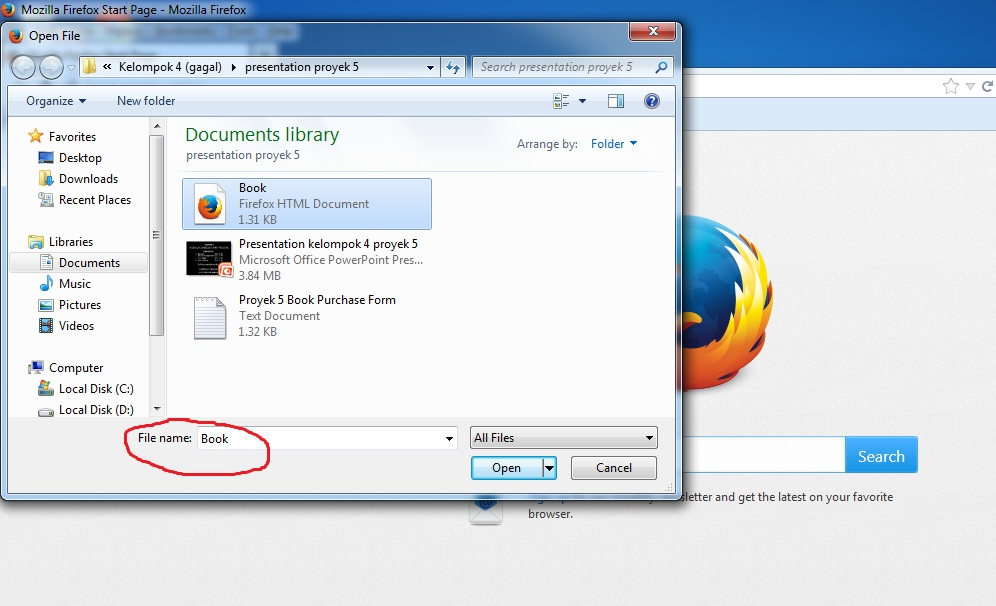 Mozilla Firefox Start Page - Mozilla Firefox
Open File
« Kelompok 4 (gagal) presentation proyek 5
Search presentation proyek 5
Organize New folder
Favorites
Desktop
Downloads
Recent Places
Libraries
Documents
Music
Pictures
Videos
Computer
Local Disk (C:)
Local Disk (D:)
Documents library
presentation proyek 5
Arrange by: Folder
Book
Firefox HTML Document
1.31 KB
Presentation kelompok 4 proyek 5
Microsoft Office PowerPoint Pres...
3.84 MB
Proyek 5 Book Purchase Form
Text Document
1.32 KB
File name: Book
All Files
Open Cancel
Search
and get the latest on your favorite
browser.